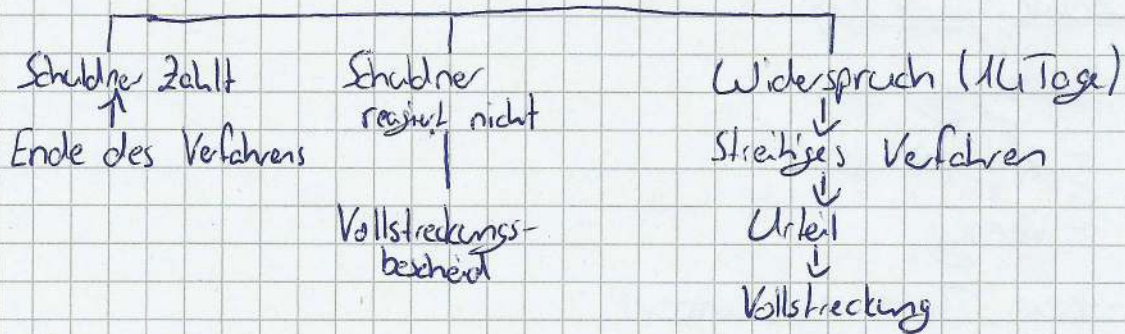 Schuldner zahlt
Ende des Verfahrens
Schuldner
reagiert nicht
Vollstreckungs-
bescheid
Widerspruch (14 Tage)
Streitiges Verfahren
Urteil
Vollstreckung